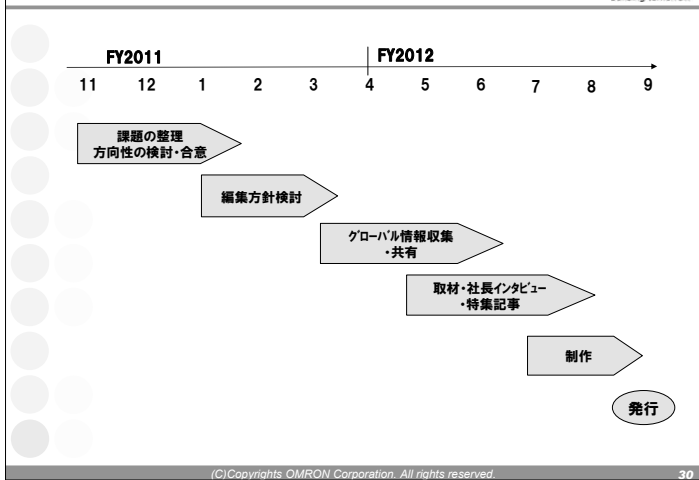 FY2011 FY2012
11 12 1 2 3 4 5 6 7 8 9
課題の整理
方向性の検討・合意
編集方針検討
グローバル情報収集
・共有
取材・社長インタビュー
・特集記事
制作
発行
(C)Copyrights OMRON Corporation. All rights reserved. 30